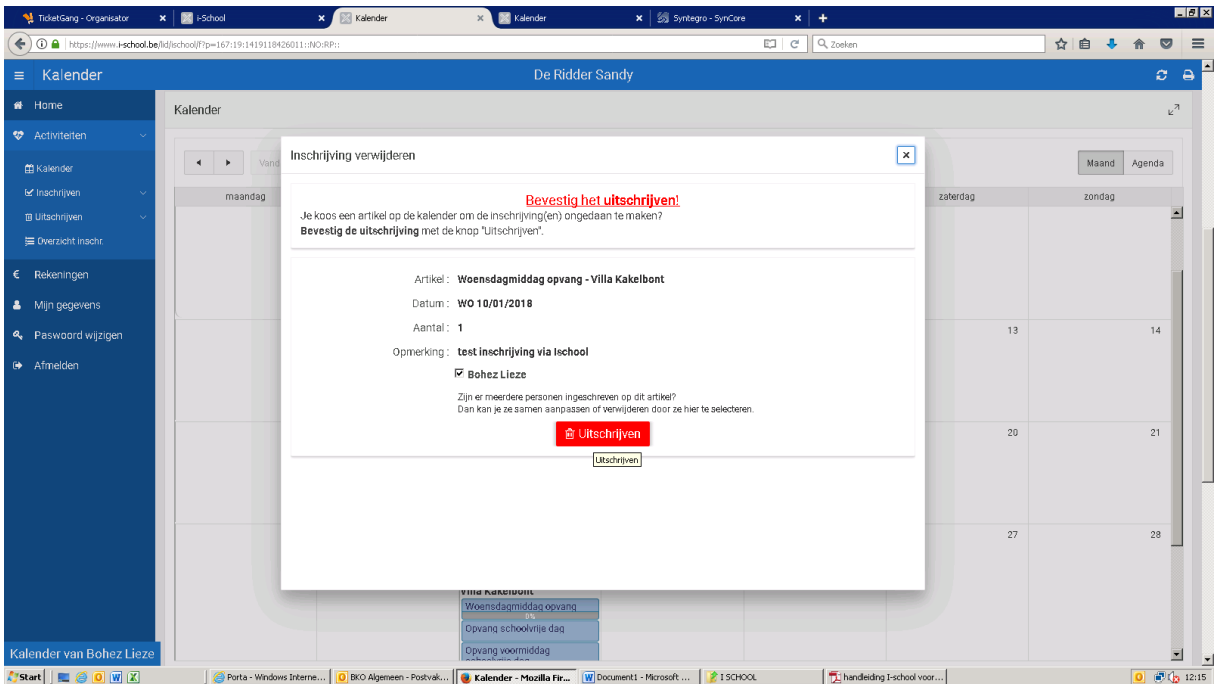 TicketGang - Organisator
i-School
Kalender
Kalender
Syntegro - SynCore
https://www.i-school.be/lid/ischool/f?p=167:19:1419118426011::NO:RP::
Zoeken
Kalender
De Ridder Sandy
Home
Activiteiten
Kalender
Inschrijven
Uitschrijven
Overzicht inschr.
Rekeningen
Mijn gegevens
Paswoord wijzigen
Afmelden
Kalender van Bohez Lieze
Kalender
Vand
Maand
Agenda
maandag
zaterdag
zondag
Inschrijving verwijderen
Bevestig het uitschrijven!
Je koos een artikel op de kalender om de inschrijving(en) ongedaan te maken?
Bevestig de uitschrijving met de knop "Uitschrijven".
Artikel : Woensdagmiddag opvang - Villa Kakelbont
Datum : WO 10/01/2018
Aantal : 1
Opmerking : test inschrijving via Ischool
Bohez Lieze
Zijn er meerdere personen ingeschreven op dit artikel?
Dan kan je ze samen aanpassen of verwijderen door ze hier te selecteren.
Uitschrijven
Uitschrijven
13
14
20
21
27
28
Villa Kakelbont
Woensdagmiddag opvang
0%
Opvang schoolvrije dag
Opvang voormiddag
schoolvrije dag
Start
Porta - Windows Interne...
BKO Algemeen - Postvak...
Kalender - Mozilla Fir...
Document1 - Microsoft ...
I SCHOOL
handleiding I-school voor...
12:15